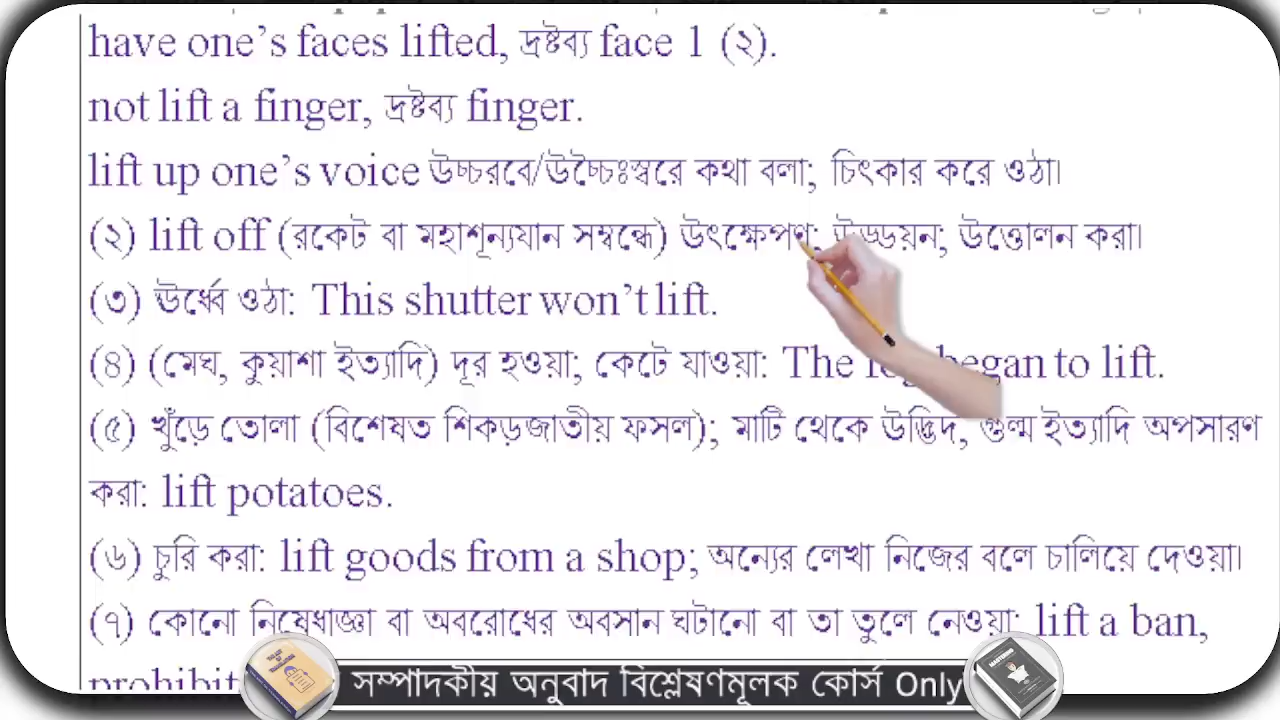 have one’s faces lifted, দ্রষ্টব্য face 1 (২).
not lift a finger, দ্রষ্টব্য finger.
lift up one’s voice উচ্চরবে/উচ্চৈঃস্বরে কথা বলা; চিৎকার করে ওঠা।
(২) lift off (রকেট বা মহাশূন্যযান সম্বন্ধে) উৎক্ষেপণ; উড্ডয়ন; উত্তোলন করা।
(৩) ঊর্ধ্বে ওঠা: This shutter won’t lift.
(৪) (মেঘ, কুয়াশা ইত্যাদি) দূর হওয়া; কেটে যাওয়া: The fog began to lift.
(৫) খুঁড়ে তোলা (বিশেষত শিকড়জাতীয় ফসল); মাটি থেকে উদ্ভিদ, গুল্ম ইত্যাদি অপসারণ
করা: lift potatoes.
(৬) চুরি করা: lift goods from a shop; অন্যের লেখা নিজের বলে চালিয়ে দেওয়া।
(৭) কোনো নিষেধাজ্ঞা বা অবরোধের অবসান ঘটানো বা তা তুলে নেওয়া: lift a ban,
prohibit
সম্পাদকীয় অনুবাদ বিশ্লেষণমূলক কোর্স Only